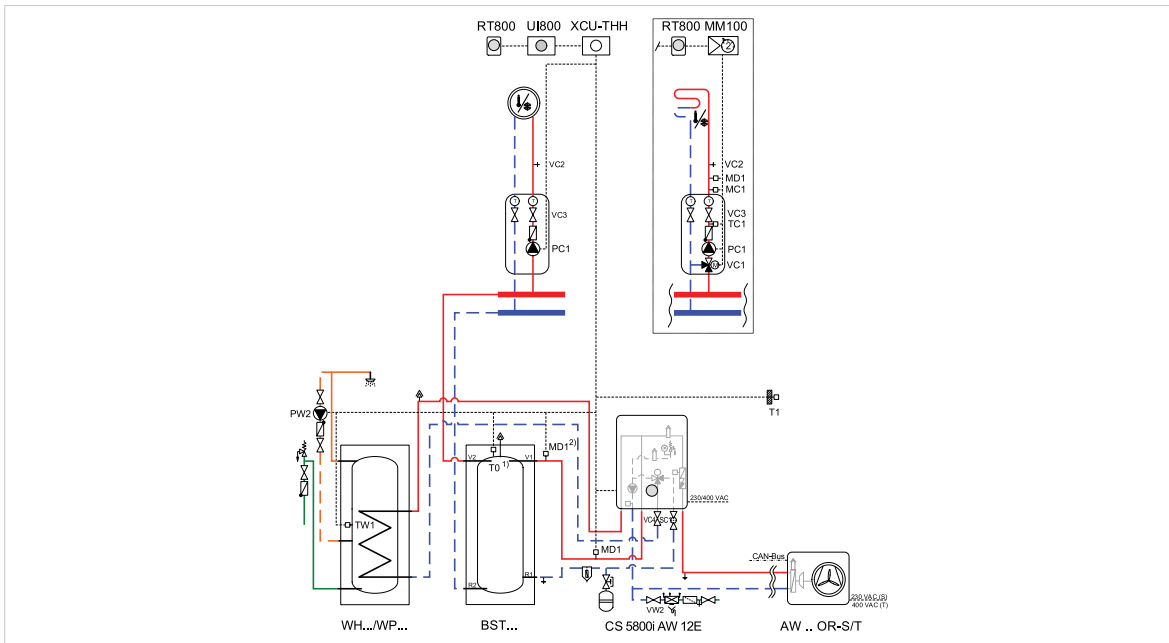 RT800 UI800 XCU-THH
RT800 MM100
2
VC2
VC2
MD1
MC1
T T
T T
VC3
VC3
TC1
PC1
PC1
M
VC1
PW2
T1
MD1 2)
V2
T0 1)
V1
230/400 VAC
VC4
SC1
TW1
MD1
CAN-Bus
R1
R2
VW2
230 VAC (S)
400 VAC (T)
WH.../WP...
BST...
CS 5800i AW 12E
AW .. OR-S/T